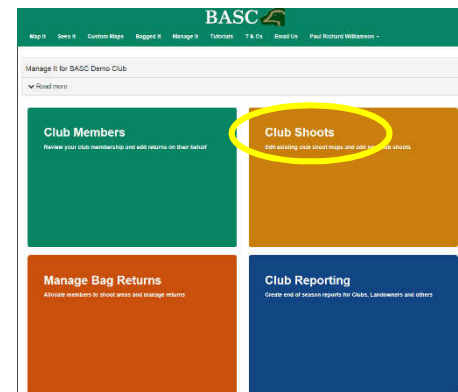 BASC
Map It Seen It Custom Maps Bagged It Manage It Tutorials T & Cs Email Us Paul Richard Williamson
Manage It for BASC Demo Club
Read more
Club Members
Review your club membership and edit returns on their behalf
Club Shoots
Edit existing club shoot maps and add new club shoots
Manage Bag Returns
Allocate members to shoot areas and manage returns
Club Reporting
Create end of season reports for Clubs, Landowners and others